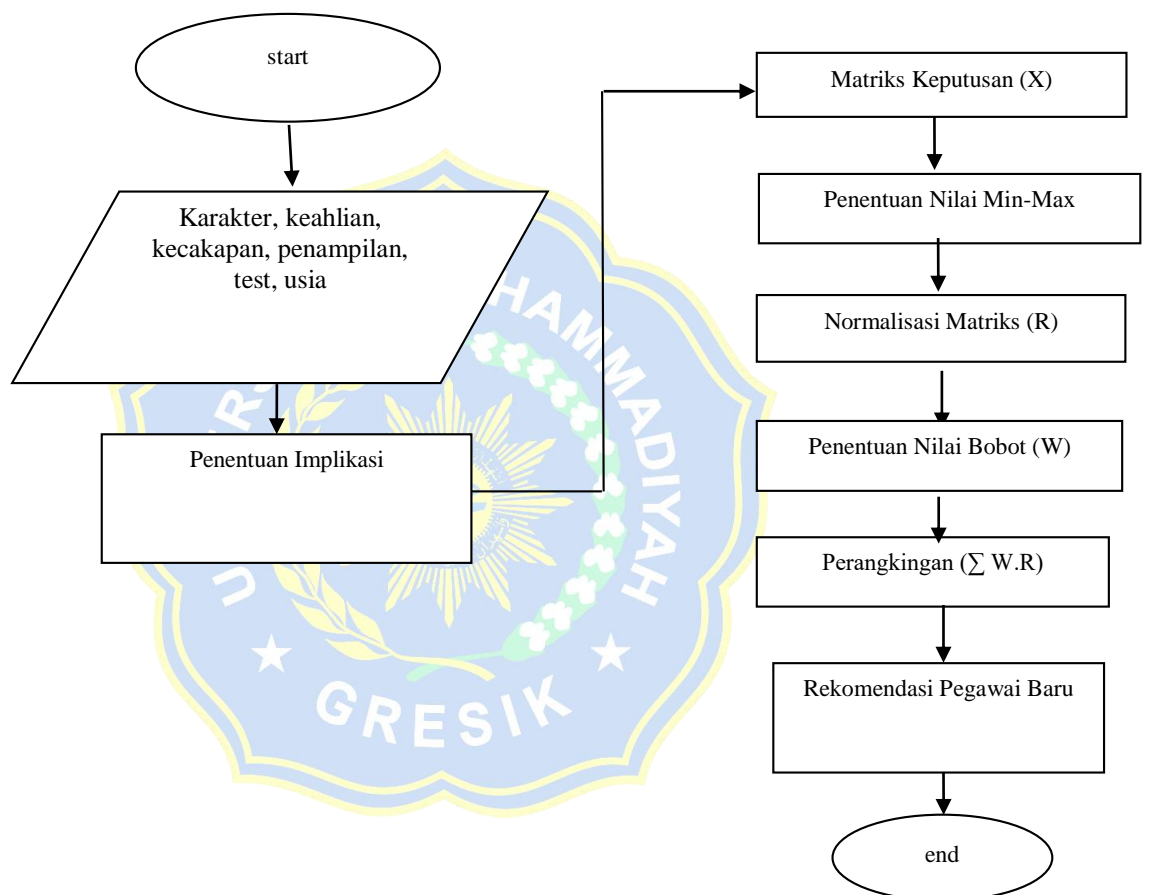 start
Karakter, keahlian,
kecakapan, penampilan,
test, usia
Penentuan Implikasi
Matriks Keputusan (X)
Penentuan Nilai Min-Max
Normalisasi Matriks (R)
Penentuan Nilai Bobot (W)
Perangkingan (∑ W.R)
Rekomendasi Pegawai Baru
end
GRESIK